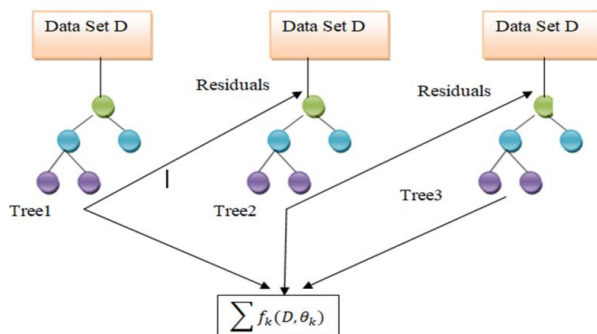 Data Set D
Data Set D
Data Set D
Residuals
Residuals
Tree1
Tree2
Tree3
∑ f_k(D, θ_k)